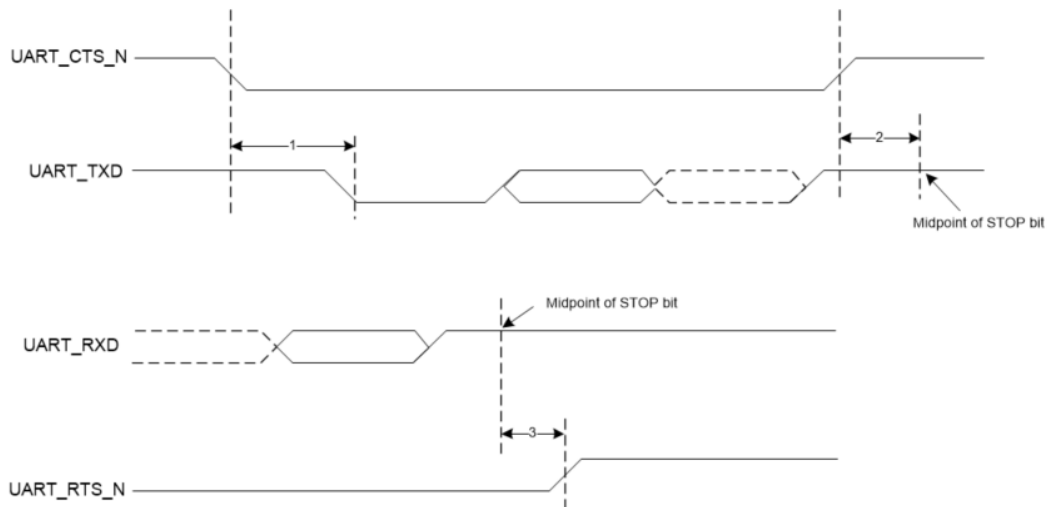 UART_CTS_N
1
2
UART_TXD
Midpoint of STOP bit
Midpoint of STOP bit
UART_RXD
3
UART_RTS_N